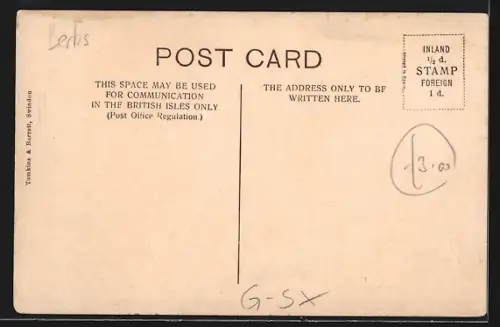 Berks
POST CARD
THIS SPACE MAY BE USED
FOR COMMUNICATION
IN THE BRITISH ISLES ONLY
(Post Office Regulation.)
THE ADDRESS ONLY TO BE
WRITTEN HERE.
INLAND
½ d.
STAMP
FOREIGN
1 d.
Tomkins & Barrett, Swindon
£3.00
G-SX